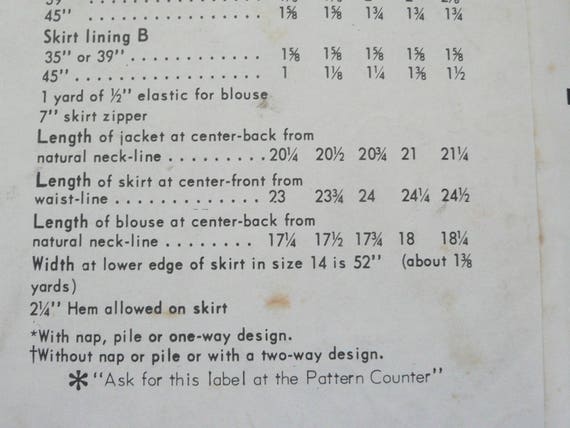 45" . . . . . . . . . . . . . . . . . 1⅝ 1⅝ 1¾ 1¾ 1¾
Skirt lining B
35" or 39" . . . . . . . . . . . . 1⅝ 1⅝ 1⅝ 1⅝ 1⅝
45" . . . . . . . . . . . . . . . . . 1 1⅛ 1¼ 1⅜ 1½
1 yard of ½" elastic for blouse
7" skirt zipper
Length of jacket at center-back from
natural neck-line . . . . . . . . . 20¼ 20½ 20¾ 21 21¼
Length of skirt at center-front from
waist-line . . . . . . . . . . . . . . 23 23¾ 24 24¼ 24½
Length of blouse at center-back from
natural neck-line . . . . . . . . 17¼ 17½ 17¾ 18 18¼
Width at lower edge of skirt in size 14 is 52" (about 1⅜
yards)
2¼" Hem allowed on skirt
*With nap, pile or one-way design.
†Without nap or pile or with a two-way design.
* "Ask for this label at the Pattern Counter"